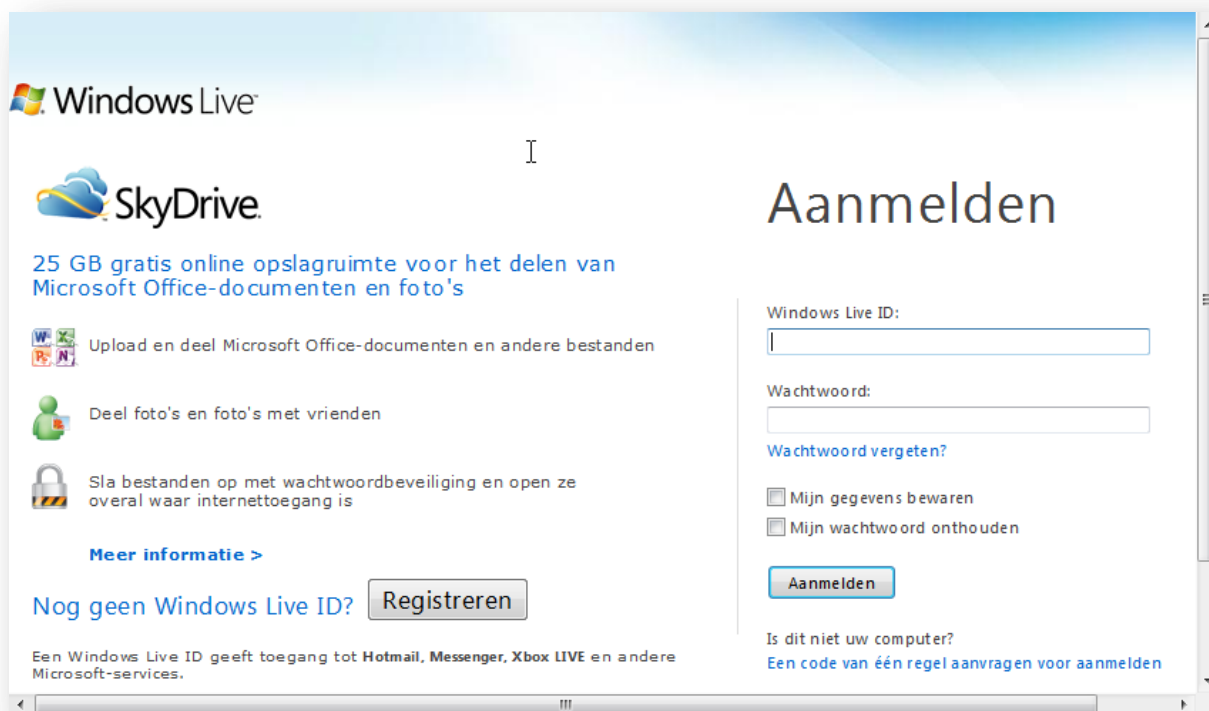 Windows Live™
SkyDrive.
25 GB gratis online opslagruimte voor het delen van
Microsoft Office-documenten en foto's
Upload en deel Microsoft Office-documenten en andere bestanden
Deel foto's en foto's met vrienden
Sla bestanden op met wachtwoordbeveiliging en open ze
overal waar internettoegang is
Meer informatie >
Nog geen Windows Live ID? Registreren
Een Windows Live ID geeft toegang tot Hotmail, Messenger, Xbox LIVE en andere
Microsoft-services.
Aanmelden
Windows Live ID:
Wachtwoord:
Wachtwoord vergeten?
Mijn gegevens bewaren
Mijn wachtwoord onthouden
Aanmelden
Is dit niet uw computer?
Een code van één regel aanvragen voor aanmelden